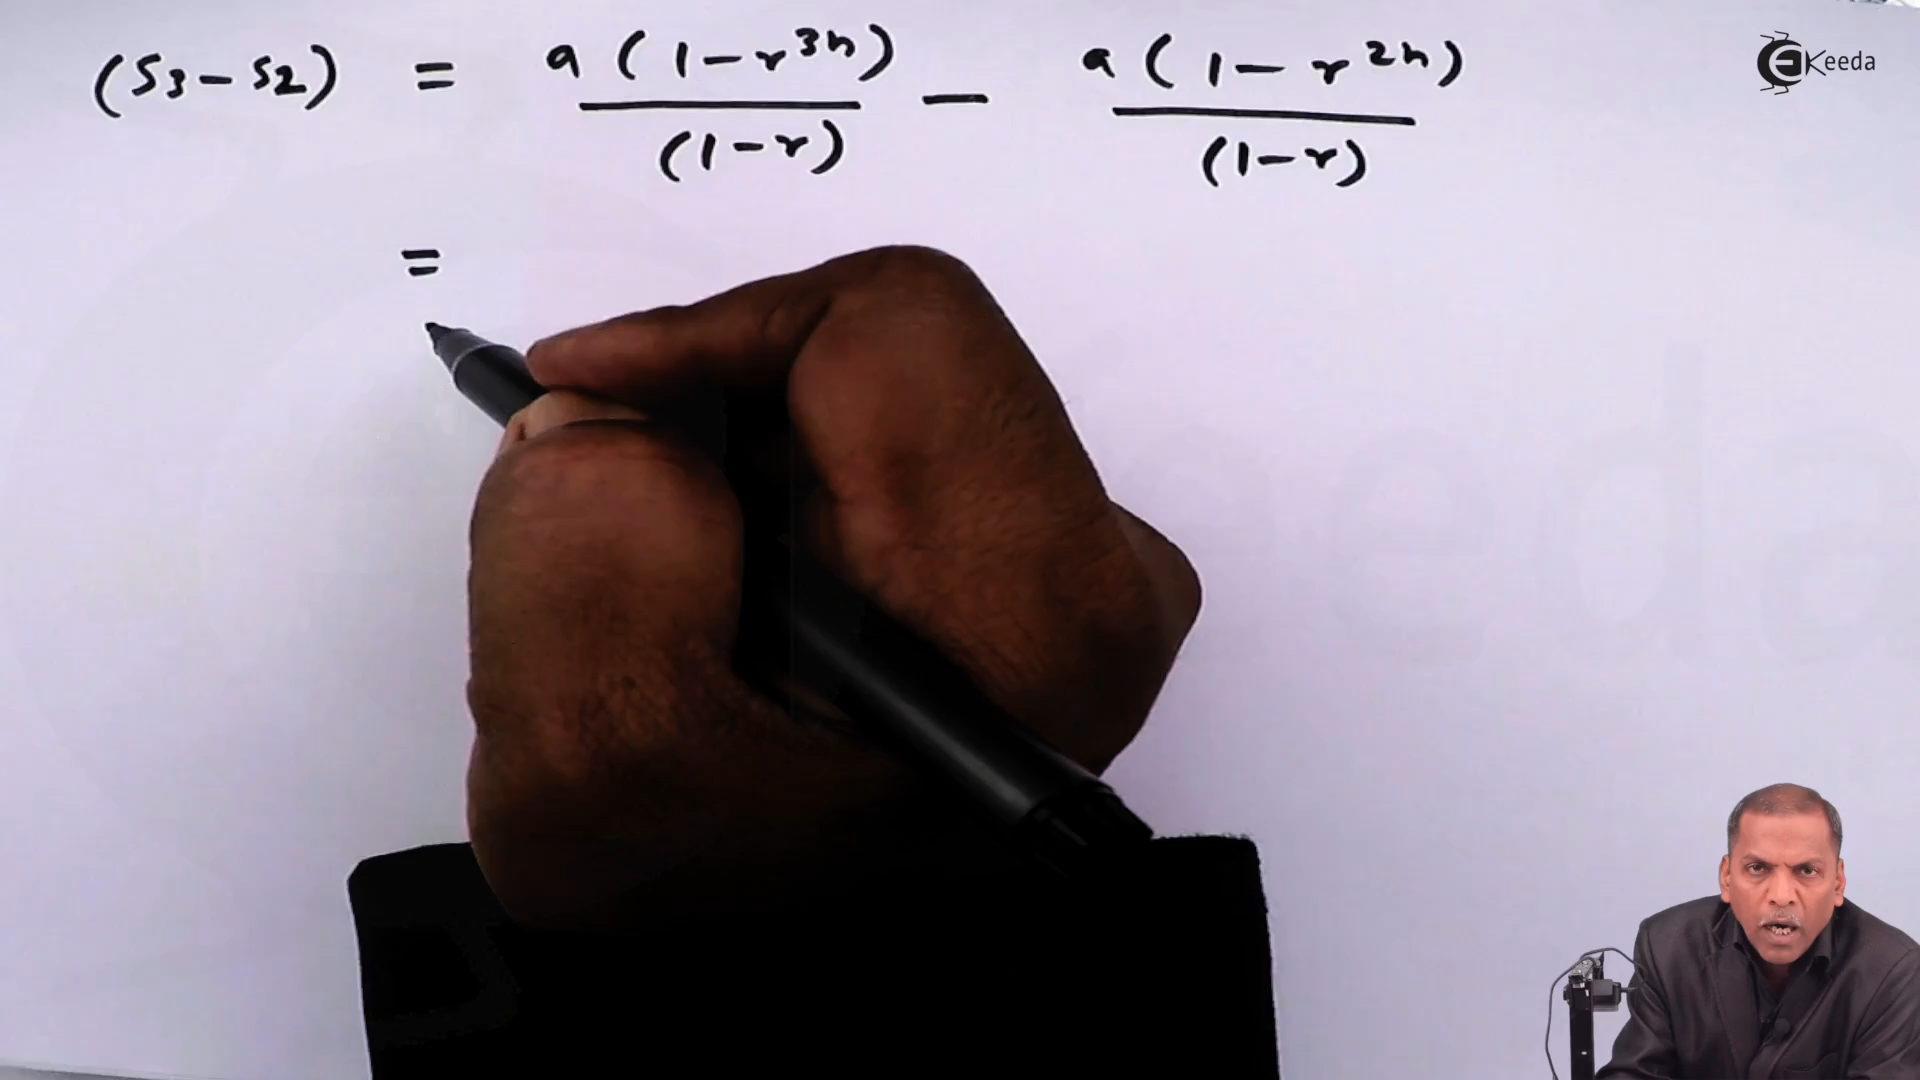 (S3 - S2) = a(1-r^3n)/(1-r) - a(1-r^2n)/(1-r)
=
EKeeda